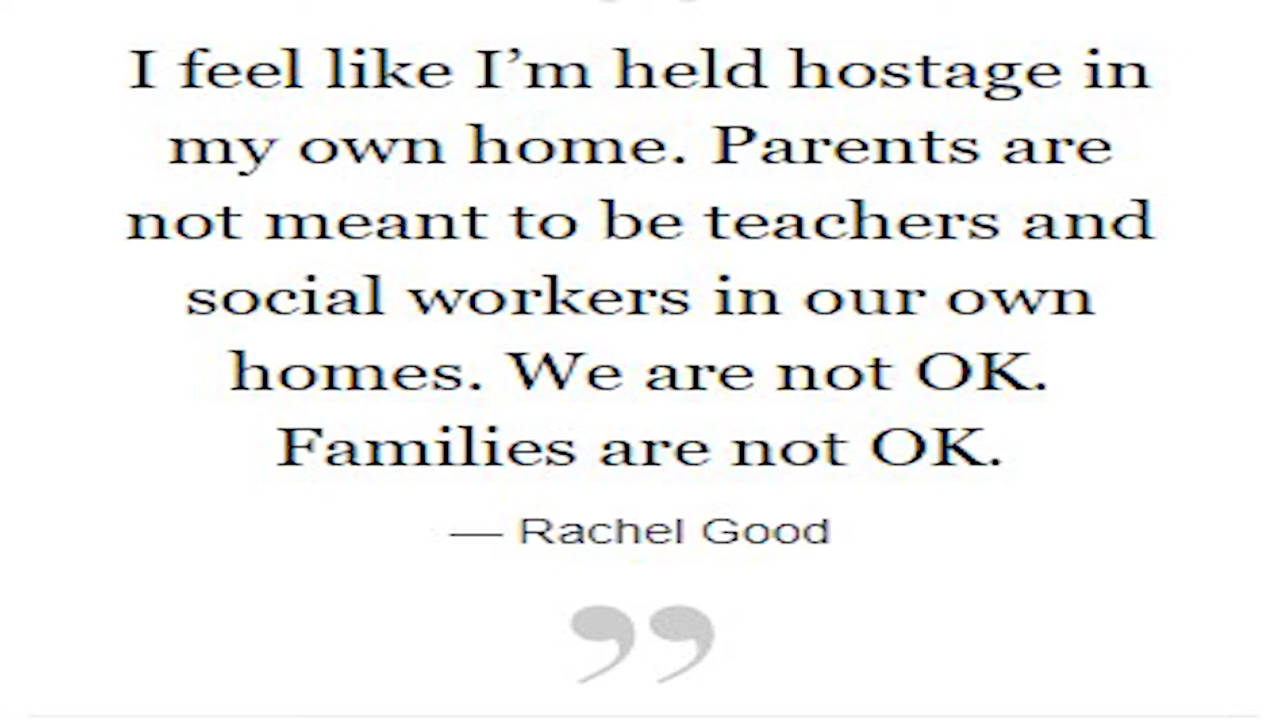 I feel like I’m held hostage in
my own home. Parents are
not meant to be teachers and
social workers in our own
homes. We are not OK.
Families are not OK.
— Rachel Good
”